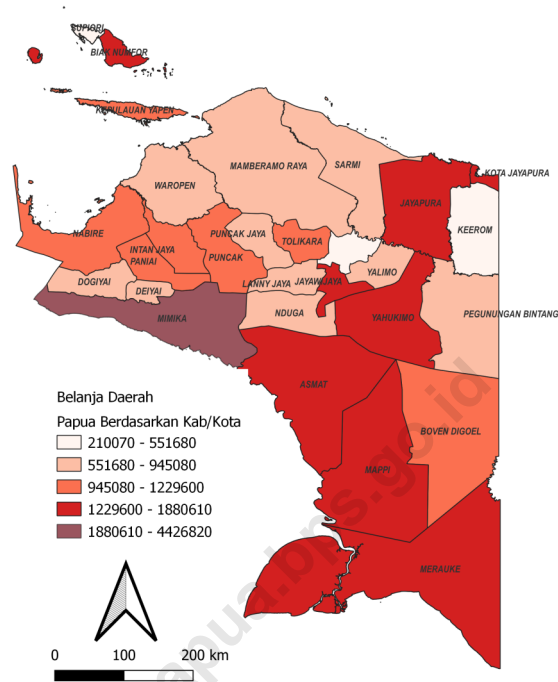 SUPIORI
BIAK NUMFOR
KEPULAUAN YAPEN
SARMI
MAMBERAMO RAYA
KOTA JAYAPURA
WAROPEN
JAYAPURA
KEEROM
NABIRE
PUNCAK JAYA
TOLIKARA
INTAN JAYA
PANIAI
PUNCAK
YALIMO
DOGIYAI
DEIYAI
LANNY JAYA
JAYAWIJAYA
MIMIKA
NDUGA
YAHUKIMO
PEGUNUNGAN BINTANG
ASMAT
BOVEN DIGOEL
MAPPI
MERAUKE
Belanja Daerah
Papua Berdasarkan Kab/Kota
210070 - 551680
551680 - 945080
945080 - 1229600
1229600 - 1880610
1880610 - 4426820
0 100 200 km
papua.bps.go.id